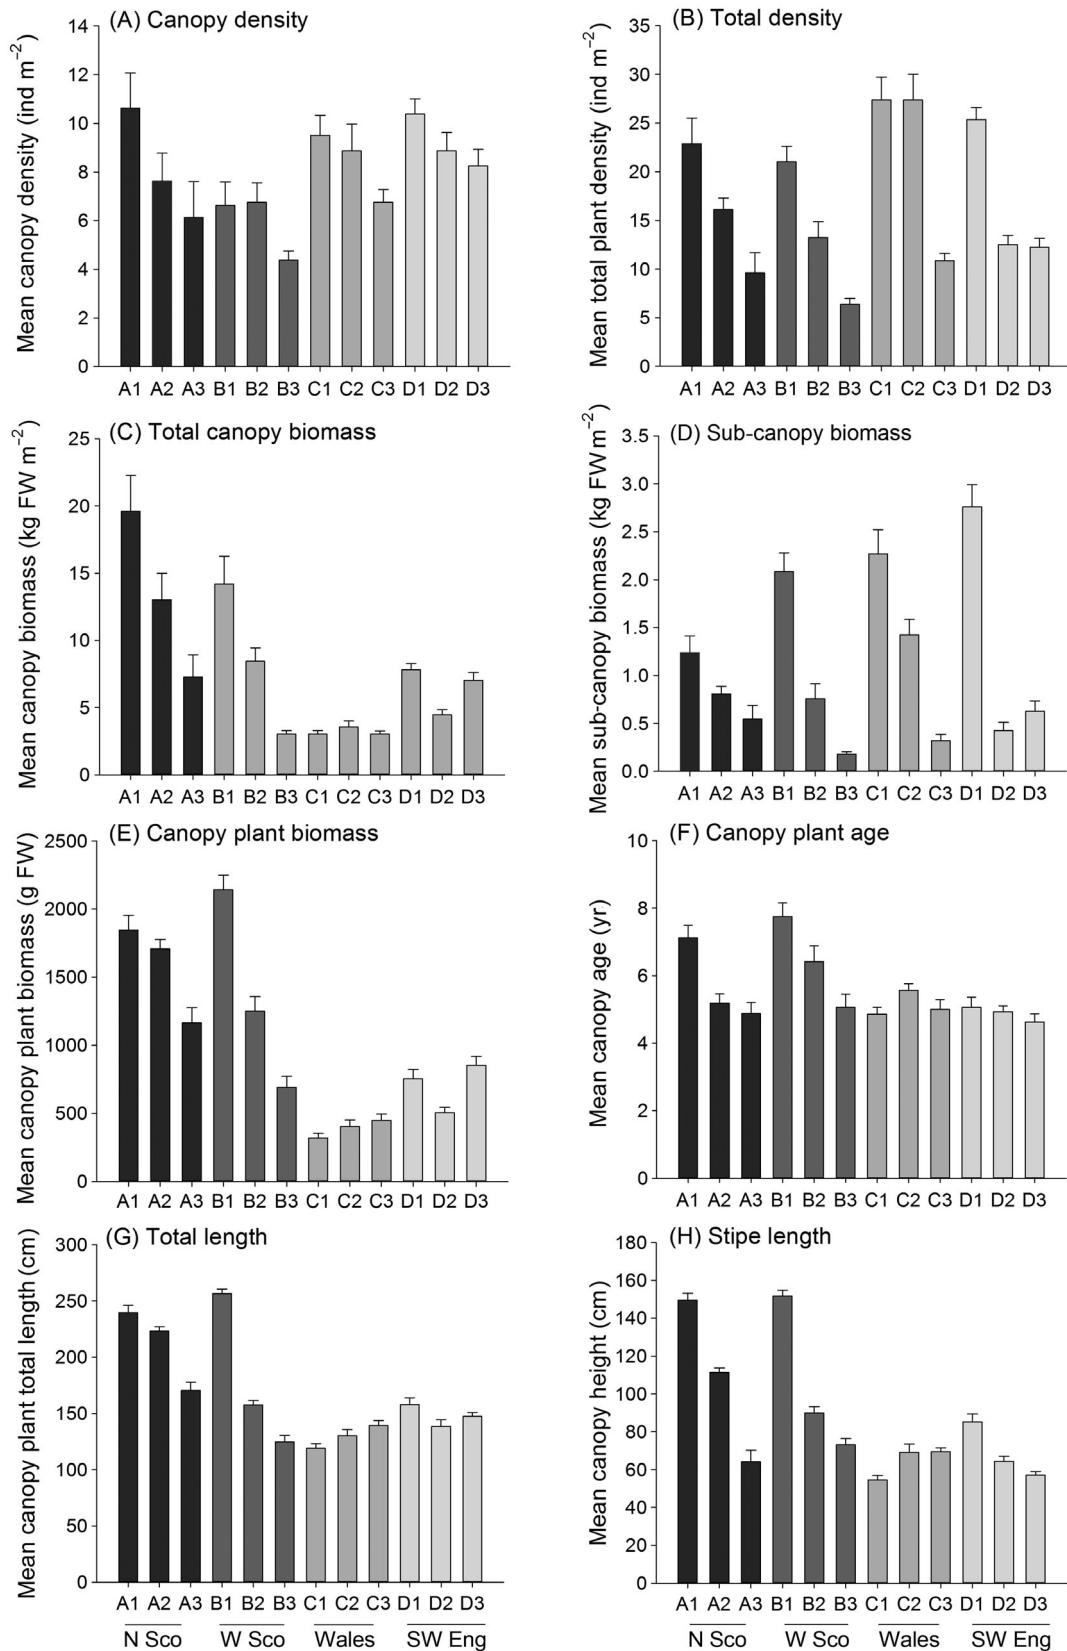 (A) Canopy density
Mean canopy density (ind m−2)
14
12
10
8
6
4
2
0
A1 A2 A3 B1 B2 B3 C1 C2 C3 D1 D2 D3
(B) Total density
Mean total plant density (ind m−2)
35
30
25
20
15
10
5
0
A1 A2 A3 B1 B2 B3 C1 C2 C3 D1 D2 D3
(C) Total canopy biomass
Mean canopy biomass (kg FW m−2)
25
20
15
10
5
0
A1 A2 A3 B1 B2 B3 C1 C2 C3 D1 D2 D3
(D) Sub-canopy biomass
Mean sub-canopy biomass (kg FW m−2)
3.5
3.0
2.5
2.0
1.5
1.0
0.5
0.0
A1 A2 A3 B1 B2 B3 C1 C2 C3 D1 D2 D3
(E) Canopy plant biomass
Mean canopy plant biomass (g FW)
2500
2000
1500
1000
500
0
A1 A2 A3 B1 B2 B3 C1 C2 C3 D1 D2 D3
(F) Canopy plant age
Mean canopy age (yr)
10
8
6
4
2
0
A1 A2 A3 B1 B2 B3 C1 C2 C3 D1 D2 D3
(G) Total length
Mean canopy plant total length (cm)
300
250
200
150
100
50
0
A1 A2 A3 B1 B2 B3 C1 C2 C3 D1 D2 D3
N Sco W Sco Wales SW Eng
(H) Stipe length
Mean canopy height (cm)
180
160
140
120
100
80
60
40
20
0
A1 A2 A3 B1 B2 B3 C1 C2 C3 D1 D2 D3
N Sco W Sco Wales SW Eng